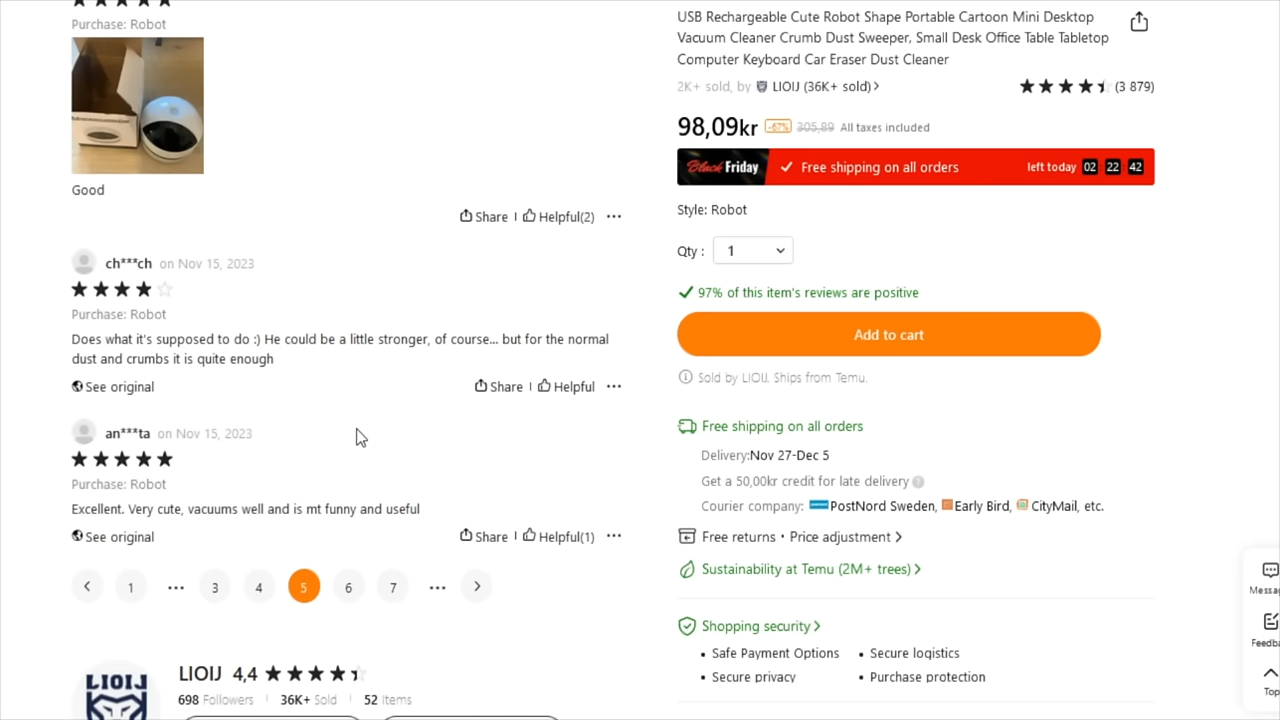 Purchase: Robot
Good
Share | Helpful(2) ...
ch***ch on Nov 15, 2023
Purchase: Robot
Does what it's supposed to do :) He could be a little stronger, of course... but for the normal
dust and crumbs it is quite enough
See original
Share | Helpful ...
an***ta on Nov 15, 2023
Purchase: Robot
Excellent. Very cute, vacuums well and is mt funny and useful
See original
Share | Helpful(1) ...
< 1 ... 3 4 5 6 7 ... >
LIOIJ
LIOIJ 4,4
698 Followers | 36K+ Sold | 52 Items
USB Rechargeable Cute Robot Shape Portable Cartoon Mini Desktop
Vacuum Cleaner Crumb Dust Sweeper, Small Desk Office Table Tabletop
Computer Keyboard Car Eraser Dust Cleaner
2K+ sold, by LIOIJ (36K+ sold) >
(3 879)
98,09kr -67% 305,89 All taxes included
Black Friday Free shipping on all orders left today 02 22 42
Style: Robot
Qty : 1
97% of this item's reviews are positive
Add to cart
Sold by LIOIJ. Ships from Temu.
Free shipping on all orders
Delivery:Nov 27-Dec 5
Get a 50,00kr credit for late delivery ?
Courier company: PostNord Sweden, Early Bird, CityMail, etc.
Free returns · Price adjustment >
Sustainability at Temu (2M+ trees) >
Shopping security >
• Safe Payment Options • Secure logistics
• Secure privacy • Purchase protection
Messag
Feedba
Top